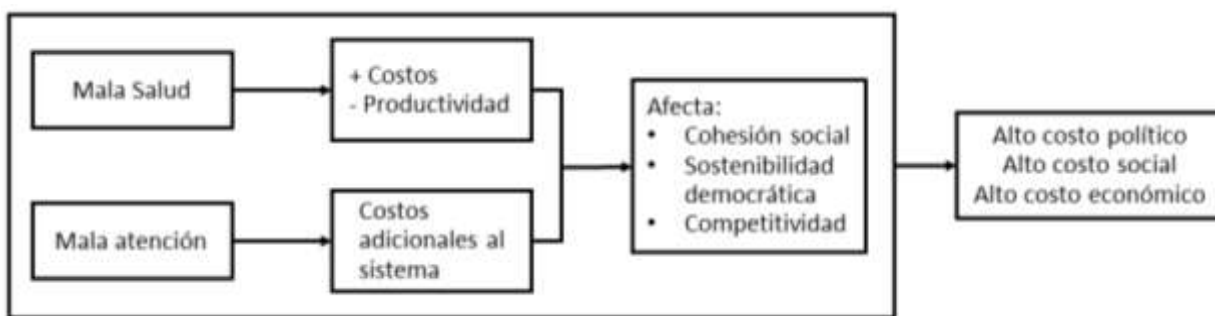 Mala Salud
+ Costos
- Productividad
Mala atención
Costos
adicionales al
sistema
Afecta:
• Cohesión social
• Sostenibilidad
democrática
• Competitividad
Alto costo político
Alto costo social
Alto costo económico